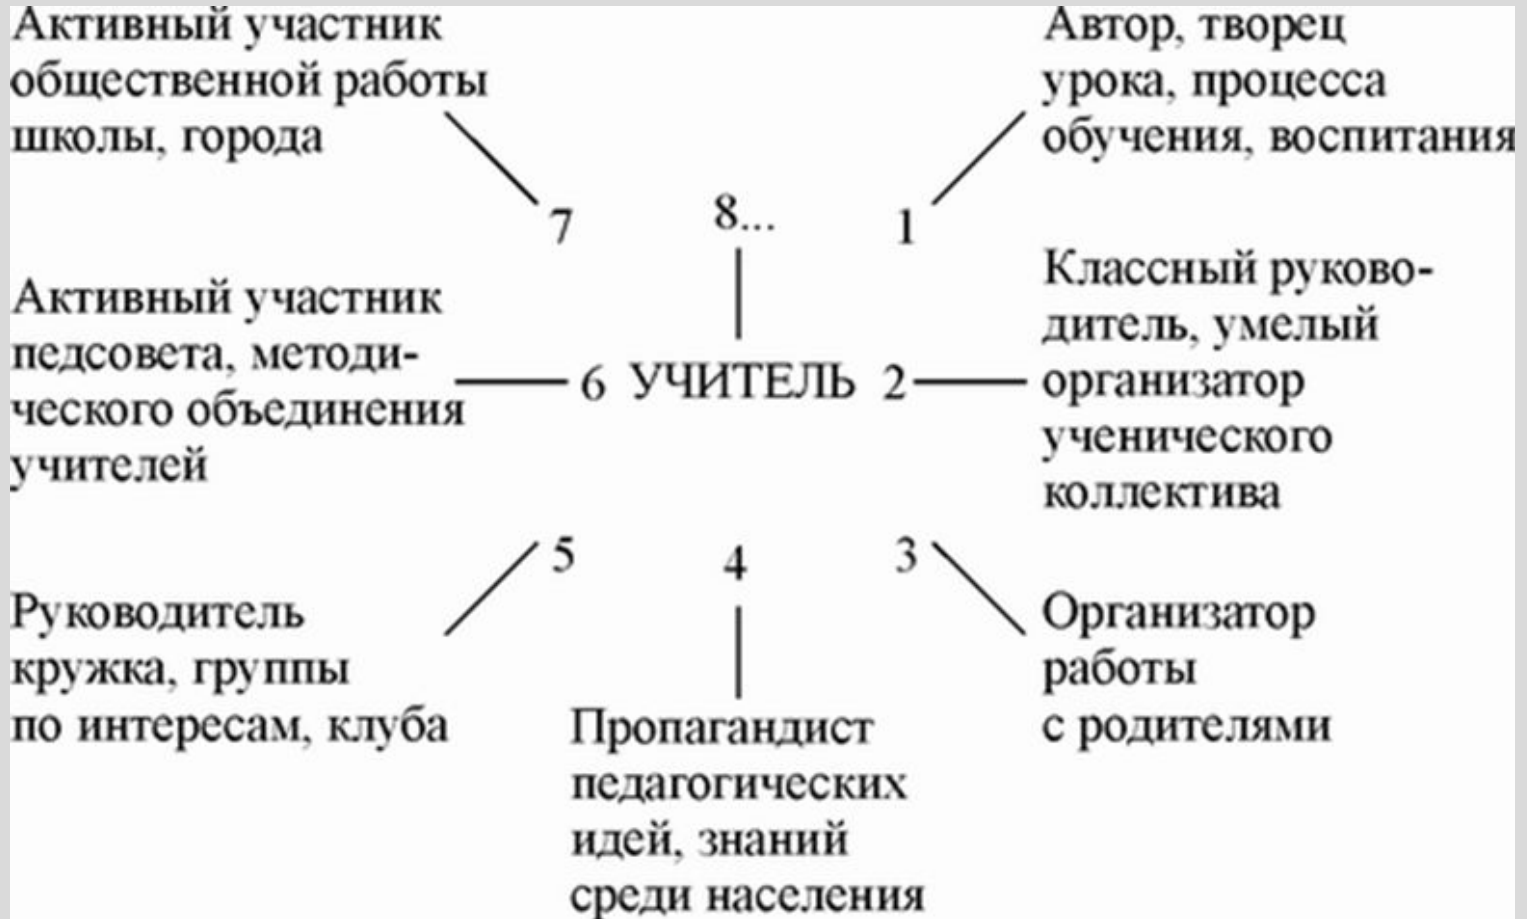 Активный участник
общественной работы
школы, города
7
8...
1
Автор, творец
урока, процесса
обучения, воспитания
Активный участник
педсовета, методи-
ческого объединения
учителей
6 УЧИТЕЛЬ 2
Классный руково-
дитель, умелый
организатор
ученического
коллектива
5
4
3
Руководитель
кружка, группы
по интересам, клуба
Пропагандист
педагогических
идей, знаний
среди населения
Организатор
работы
с родителями